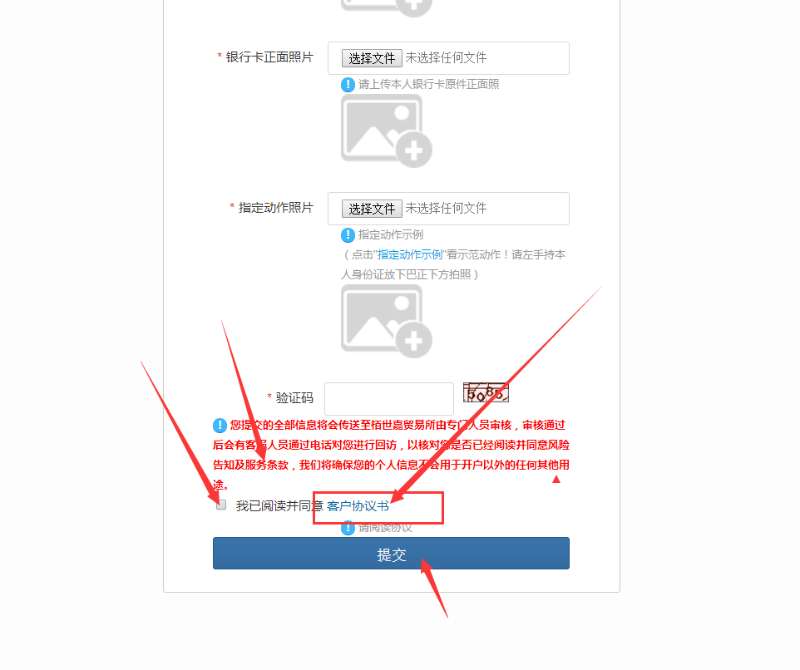 * 银行卡正面照片 选择文件 未选择任何文件
! 请上传本人银行卡原件正面照
* 指定动作照片 选择文件 未选择任何文件
! 指定动作示例
(点击"指定动作示例"看示范动作!请左手持本
人身份证放下巴正下方拍照)
* 验证码
! 您提交的全部信息将会传送至栢世嘉贸易所由专门人员审核,审核通过
后会有客服人员通过电话对您进行回访,以核对您是否已经阅读并同意风险
告知及服务条款,我们将确保您的个人信息不会用于开户以外的任何其他用
途。
我已阅读并同意 客户协议书
! 请阅读协议
提交